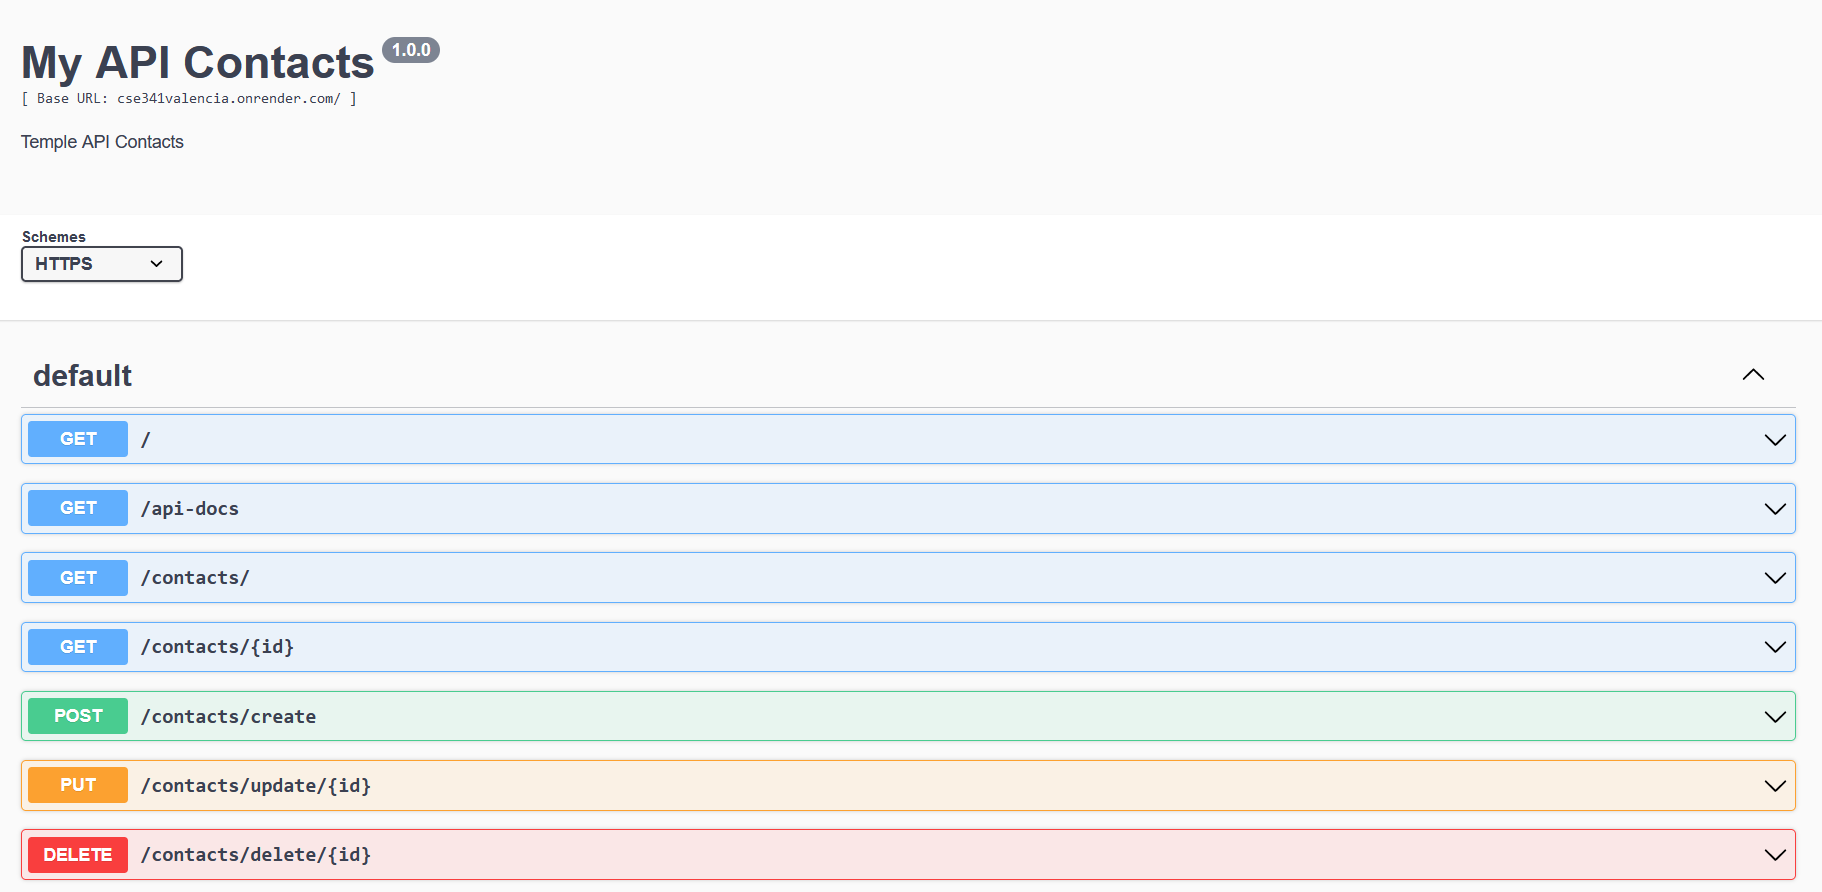 My API Contacts 1.0.0
[ Base URL: cse341valencia.onrender.com/ ]
Temple API Contacts
Schemes
HTTPS
default
GET /
GET /api-docs
GET /contacts/
GET /contacts/{id}
POST /contacts/create
PUT /contacts/update/{id}
DELETE /contacts/delete/{id}